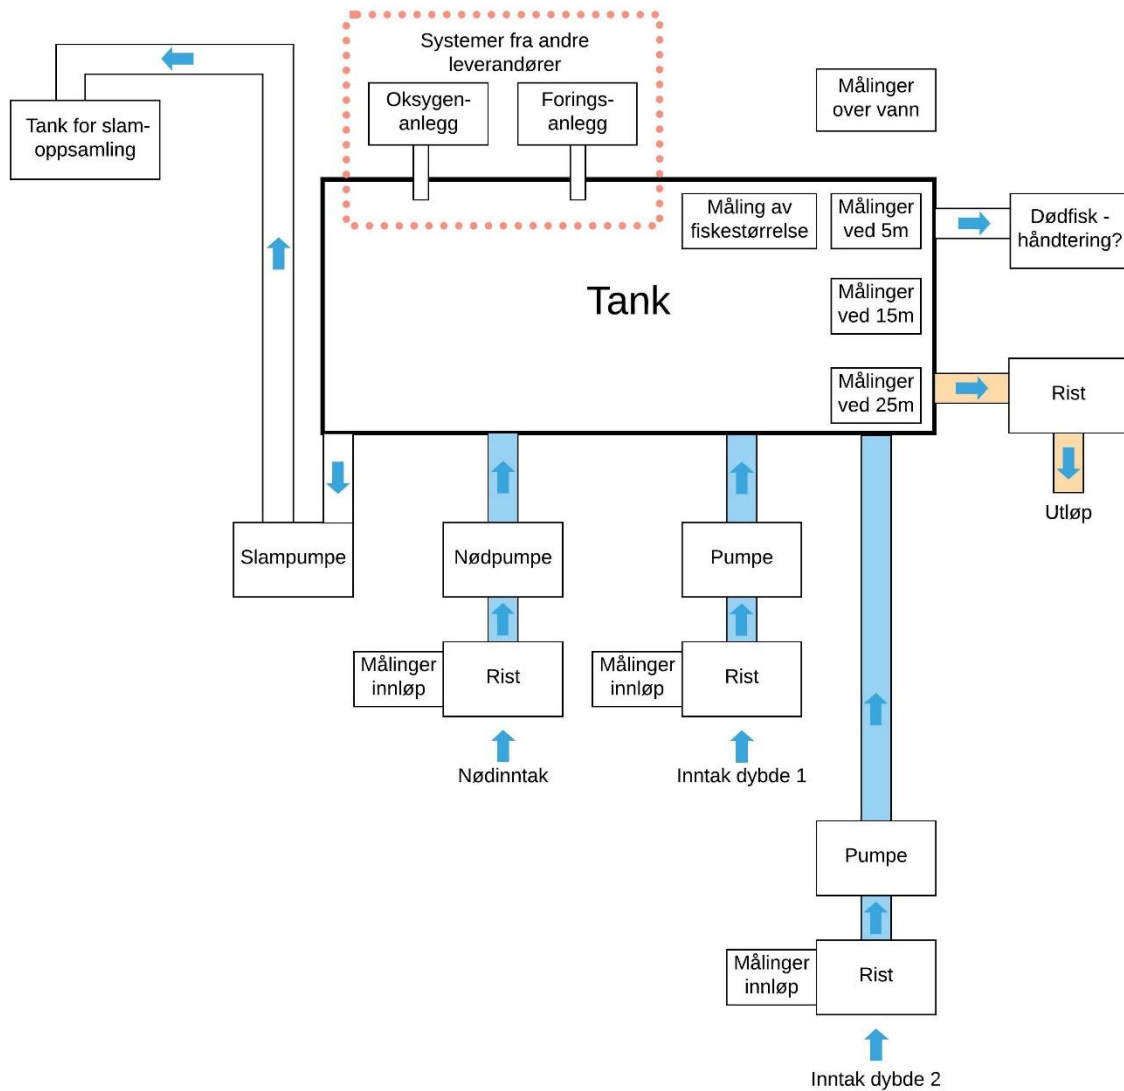 Systemer fra andre
leverandører
Oksygen-
anlegg
Forings-
anlegg
Målinger
over vann
Tank for slam-
oppsamling
Måling av
fiskestørrelse
Målinger
ved 5m
Dødfisk -
håndtering?
Tank
Målinger
ved 15m
Målinger
ved 25m
Rist
Utløp
Slampumpe
Nødpumpe
Pumpe
Målinger
innløp
Rist
Målinger
innløp
Rist
Nødinntak
Inntak dybde 1
Pumpe
Målinger
innløp
Rist
Inntak dybde 2